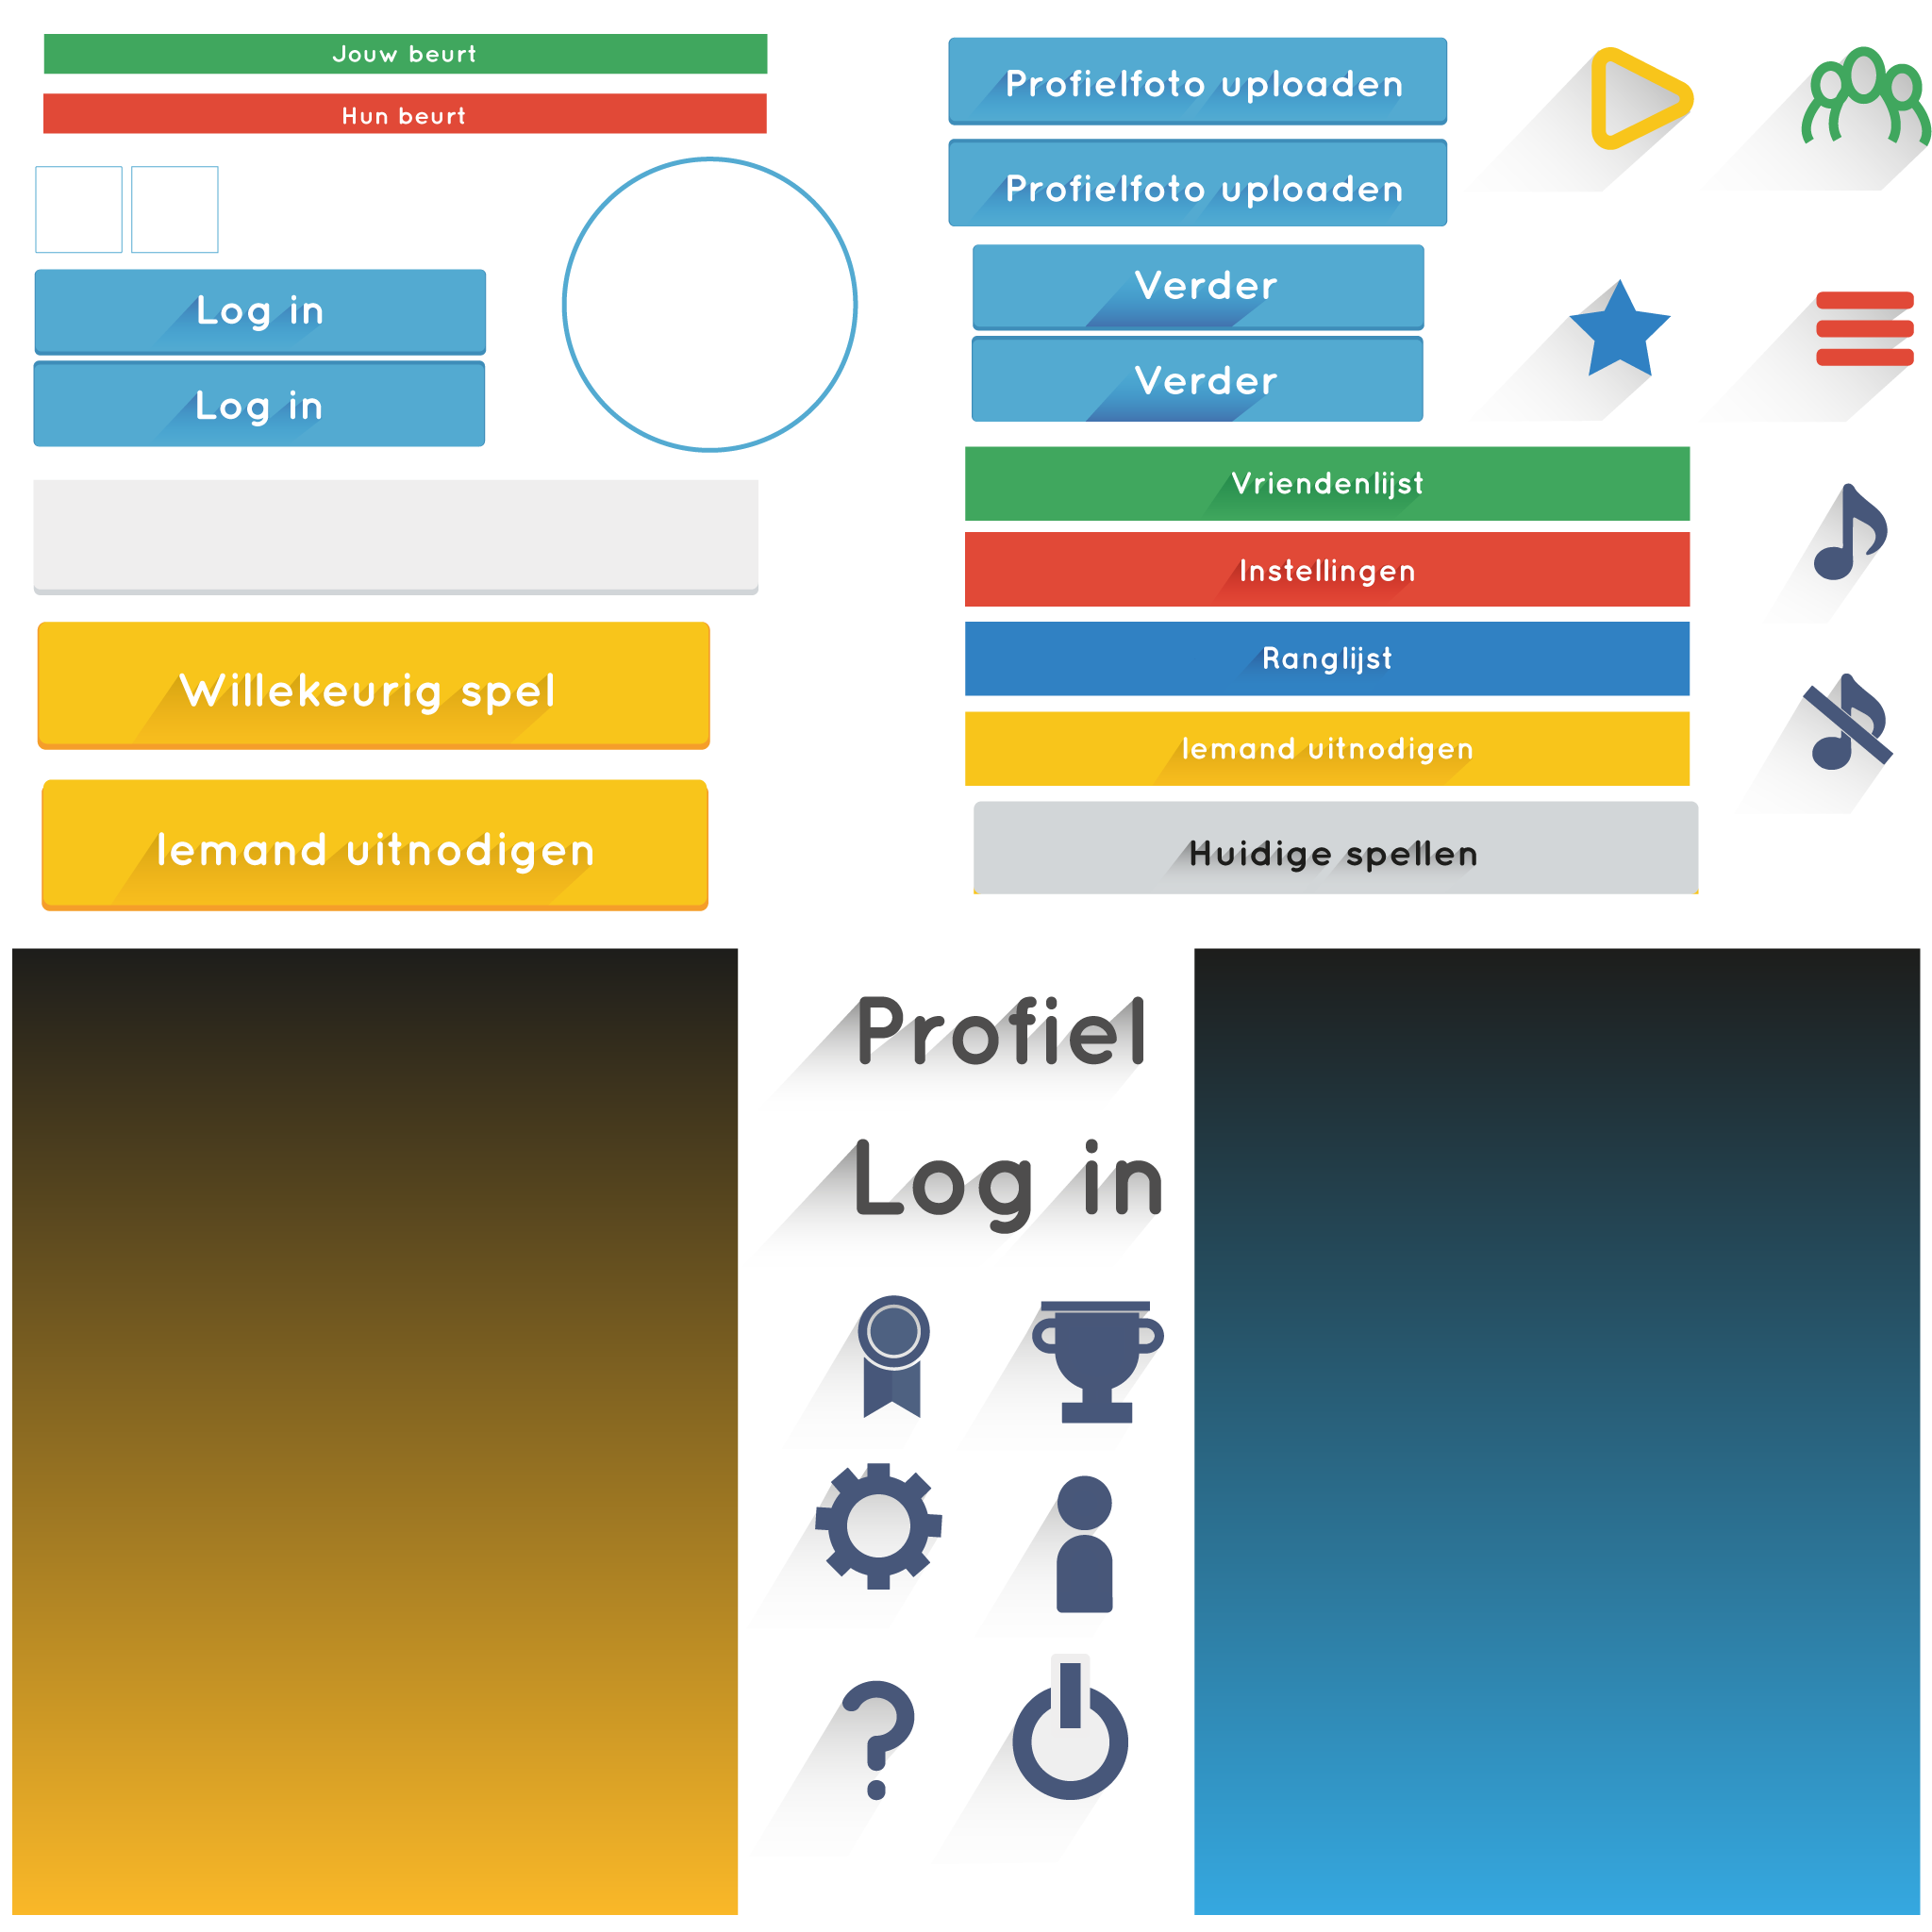 Jouw beurt
Hun beurt
Log in
Log in
Willekeurig spel
Iemand uitnodigen
Profielfoto uploaden
Profielfoto uploaden
Verder
Verder
Vriendenlijst
Instellingen
Ranglijst
Iemand uitnodigen
Huidige spellen
Profiel
Log in
?